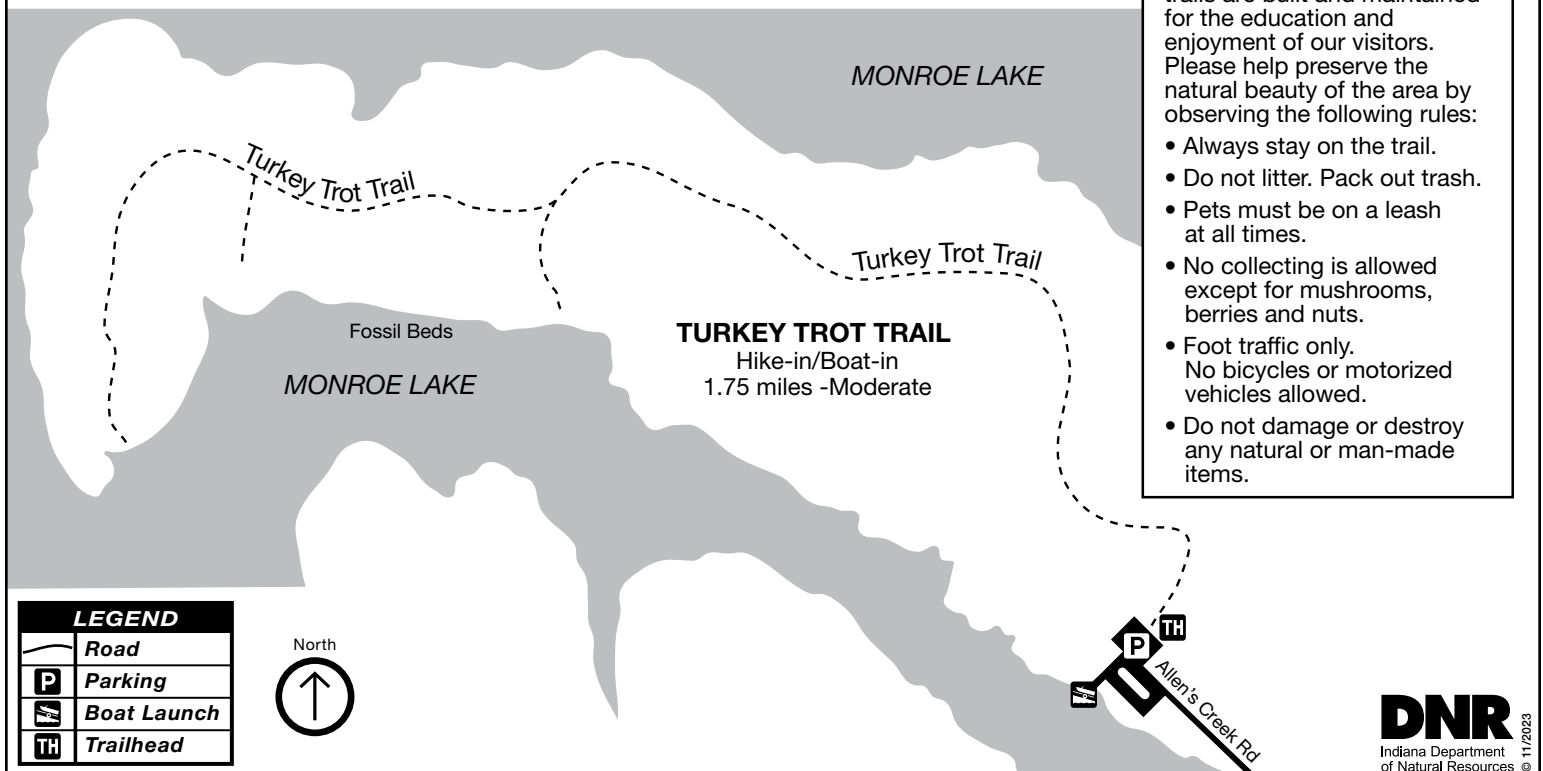 trails are built and maintained
for the education and
enjoyment of our visitors.
Please help preserve the
natural beauty of the area by
observing the following rules:
• Always stay on the trail.
• Do not litter. Pack out trash.
• Pets must be on a leash
at all times.
• No collecting is allowed
except for mushrooms,
berries and nuts.
• Foot traffic only.
No bicycles or motorized
vehicles allowed.
• Do not damage or destroy
any natural or man-made
items.
MONROE LAKE
Turkey Trot Trail
Turkey Trot Trail
Fossil Beds
MONROE LAKE
TURKEY TROT TRAIL
Hike-in/Boat-in
1.75 miles -Moderate
LEGEND
Road
P Parking
Boat Launch
TH Trailhead
North
TH
P
Allen's Creek Rd
DNR
Indiana Department
of Natural Resources
© 11/2023